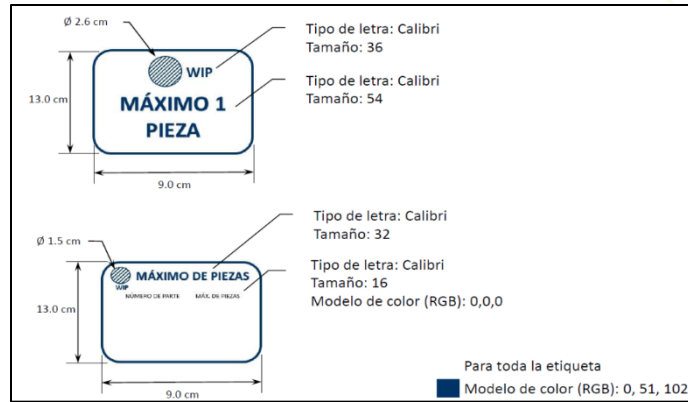 Ø 2.6 cm
Tipo de letra: Calibri
Tamaño: 36
WIP
Tipo de letra: Calibri
Tamaño: 54
13.0 cm
MÁXIMO 1
PIEZA
9.0 cm
Tipo de letra: Calibri
Tamaño: 32
Ø 1.5 cm
Tipo de letra: Calibri
Tamaño: 16
Modelo de color (RGB): 0,0,0
MÁXIMO DE PIEZAS
WIP
NÚMERO DE PARTE MÁX. DE PIEZAS
13.0 cm
9.0 cm
Para toda la etiqueta
Modelo de color (RGB): 0, 51, 102